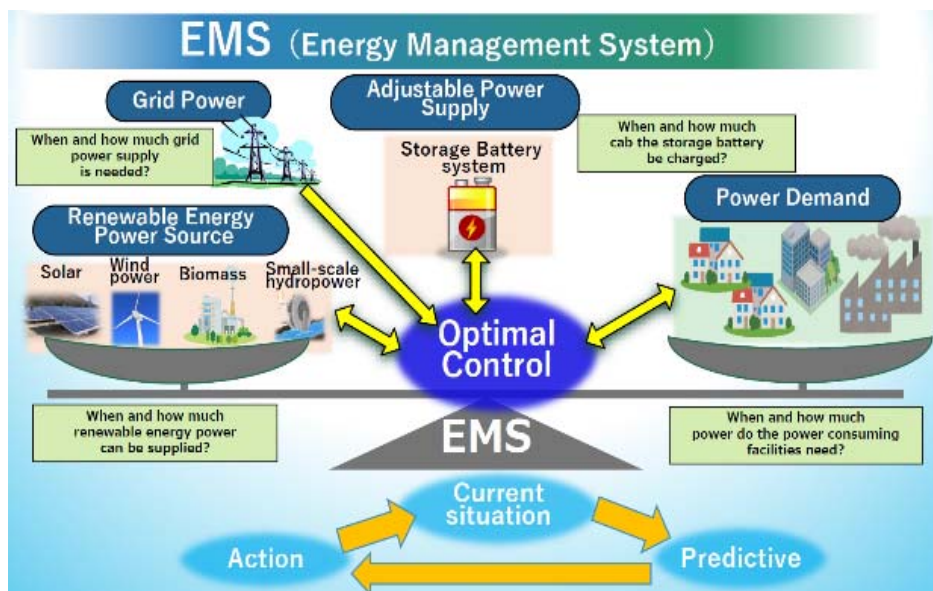 EMS (Energy Management System)
Grid Power
Adjustable Power
Supply
When and how much grid
power supply
is needed?
Storage Battery
system
When and how much
cab the storage battery
be charged?
Power Demand
Renewable Energy
Power Source
Solar
Wind
power
Biomass
Small-scale
hydropower
Optimal
Control
When and how much
renewable energy power
can be supplied?
EMS
When and how much
power do the power consuming
facilities need?
Current
situation
Action
Predictive